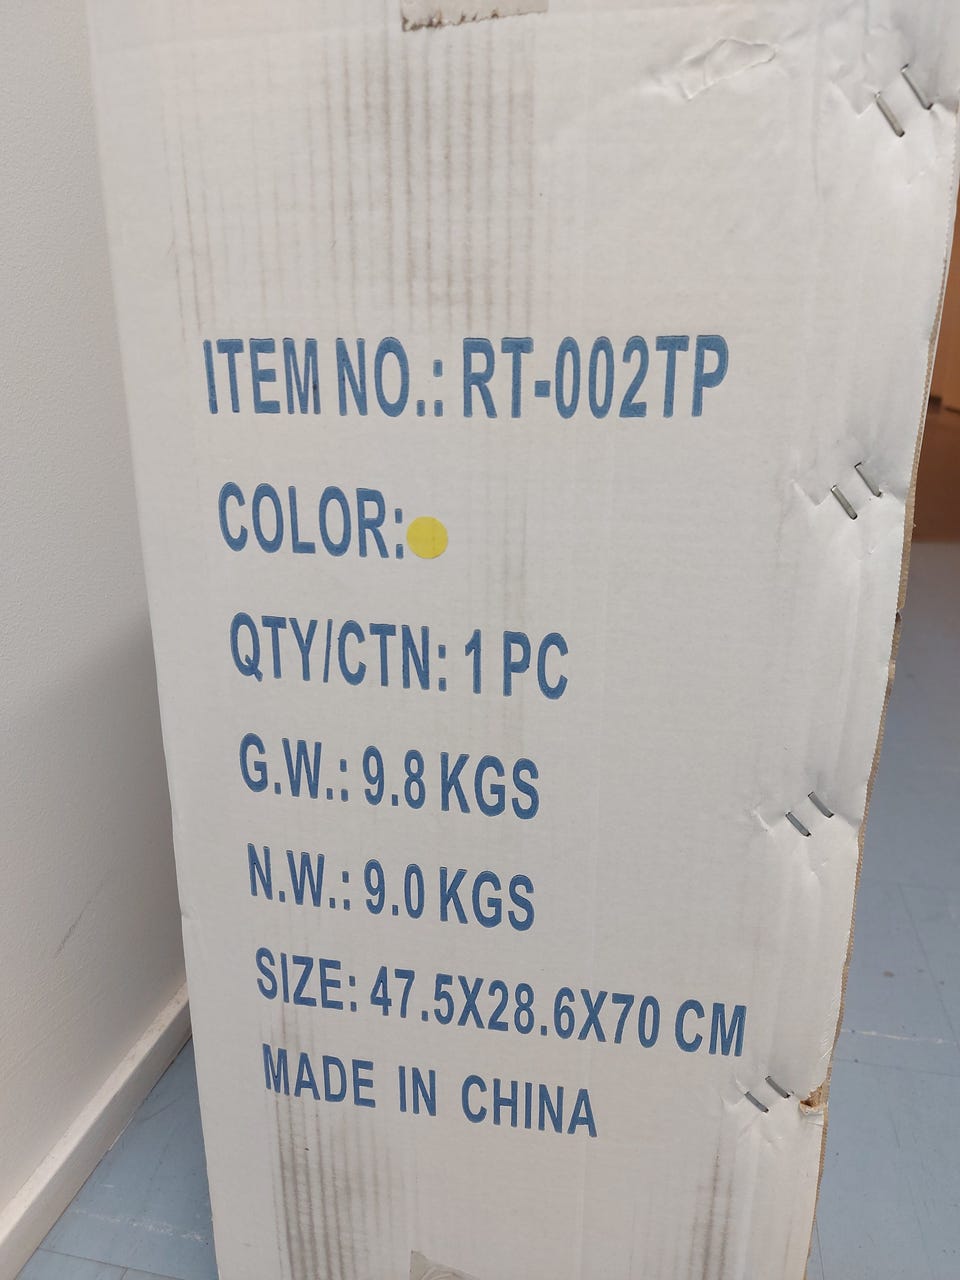 ITEM NO.: RT-002TP
COLOR:
QTY/CTN: 1 PC
G.W.: 9.8 KGS
N.W.: 9.0 KGS
SIZE: 47.5X28.6X70 CM
MADE IN CHINA